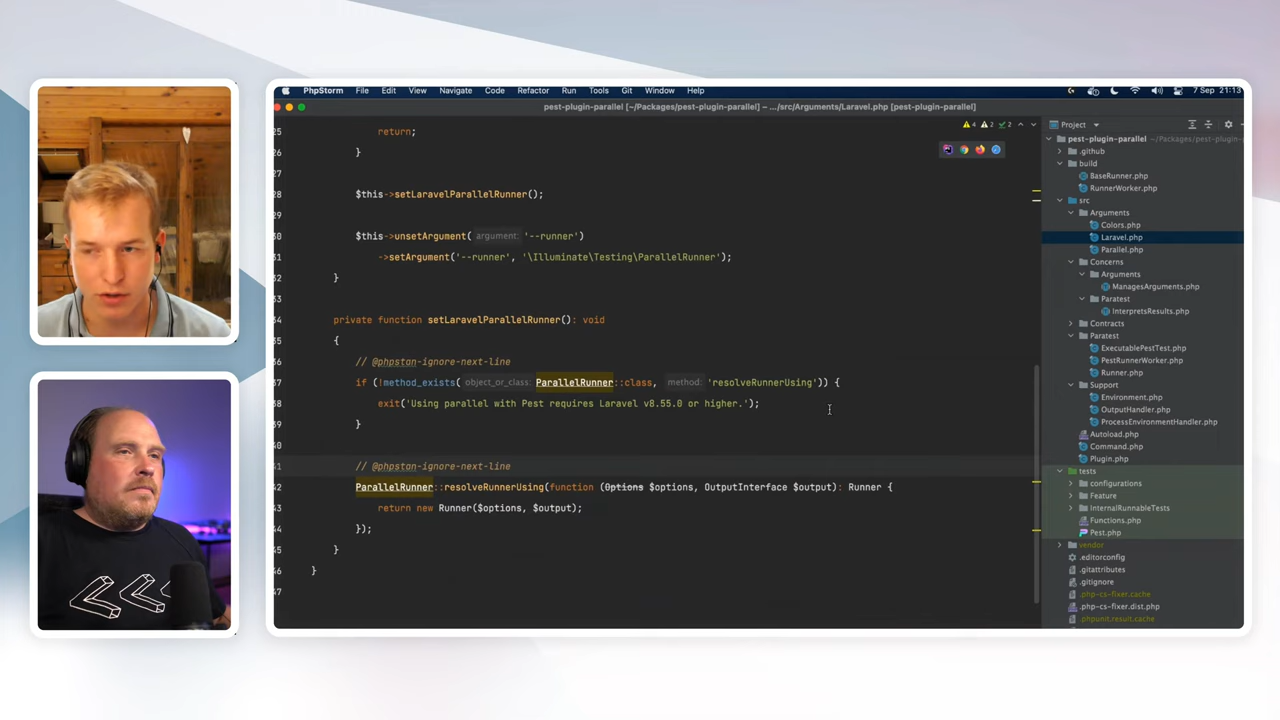 PhpStorm File Edit View Navigate Code Refactor Run Tools Git Window Help 7 Sep 21:13
pest-plugin-parallel [~/Packages/pest-plugin-parallel] – .../src/Arguments/Laravel.php [pest-plugin-parallel]
4 2 2
25 return;
26 }
27
28 $this->setLaravelParallelRunner();
29
30 $this->unsetArgument( argument: '--runner')
31 ->setArgument('--runner', '\Illuminate\Testing\ParallelRunner');
32 }
33
34 private function setLaravelParallelRunner(): void
35 {
36 // @phpstan-ignore-next-line
37 if (!method_exists( object_or_class: ParallelRunner::class, method: 'resolveRunnerUsing')) {
38 exit('Using parallel with Pest requires Laravel v8.55.0 or higher.');
39 }
40
41 // @phpstan-ignore-next-line
42 ParallelRunner::resolveRunnerUsing(function (Options $options, OutputInterface $output): Runner {
43 return new Runner($options, $output);
44 });
45 }
46 }
47
Project
pest-plugin-parallel ~/Packages/pest-plugin-parallel
.github
build
BaseRunner.php
RunnerWorker.php
src
Arguments
Colors.php
Laravel.php
Parallel.php
Concerns
Arguments
ManagesArguments.php
Paratest
InterpretsResults.php
Contracts
Paratest
ExecutablePestTest.php
PestRunnerWorker.php
Runner.php
Support
Environment.php
OutputHandler.php
ProcessEnvironmentHandler.php
Autoload.php
Command.php
Plugin.php
tests
configurations
Feature
InternalRunnableTests
Functions.php
Pest.php
vendor
.editorconfig
.gitattributes
.gitignore
.php-cs-fixer.cache
.php-cs-fixer.dist.php
.phpunit.result.cache